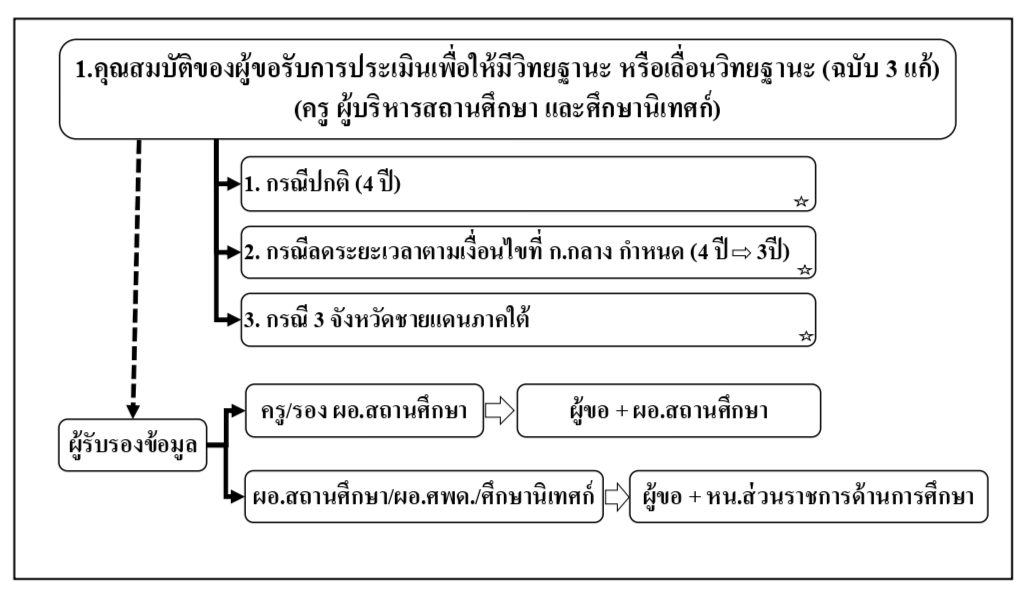 1.คุณสมบัติของผู้ขอรับการประเมินเพื่อให้มีวิทยฐานะ หรือเลื่อนวิทยฐานะ (ฉบับ 3 แก้)
(ครู ผู้บริหารสถานศึกษา และศึกษานิเทศก์)
1. กรณีปกติ (4 ปี)
2. กรณีลดระยะเวลาตามเงื่อนไขที่ ก.กลาง กำหนด (4 ปี ⇨ 3ปี)
3. กรณี 3 จังหวัดชายแดนภาคใต้
ผู้รับรองข้อมูล
ครู/รอง ผอ.สถานศึกษา
ผู้ขอ + ผอ.สถานศึกษา
ผอ.สถานศึกษา/ผอ.ศพด./ศึกษานิเทศก์
ผู้ขอ + หน.ส่วนราชการด้านการศึกษา